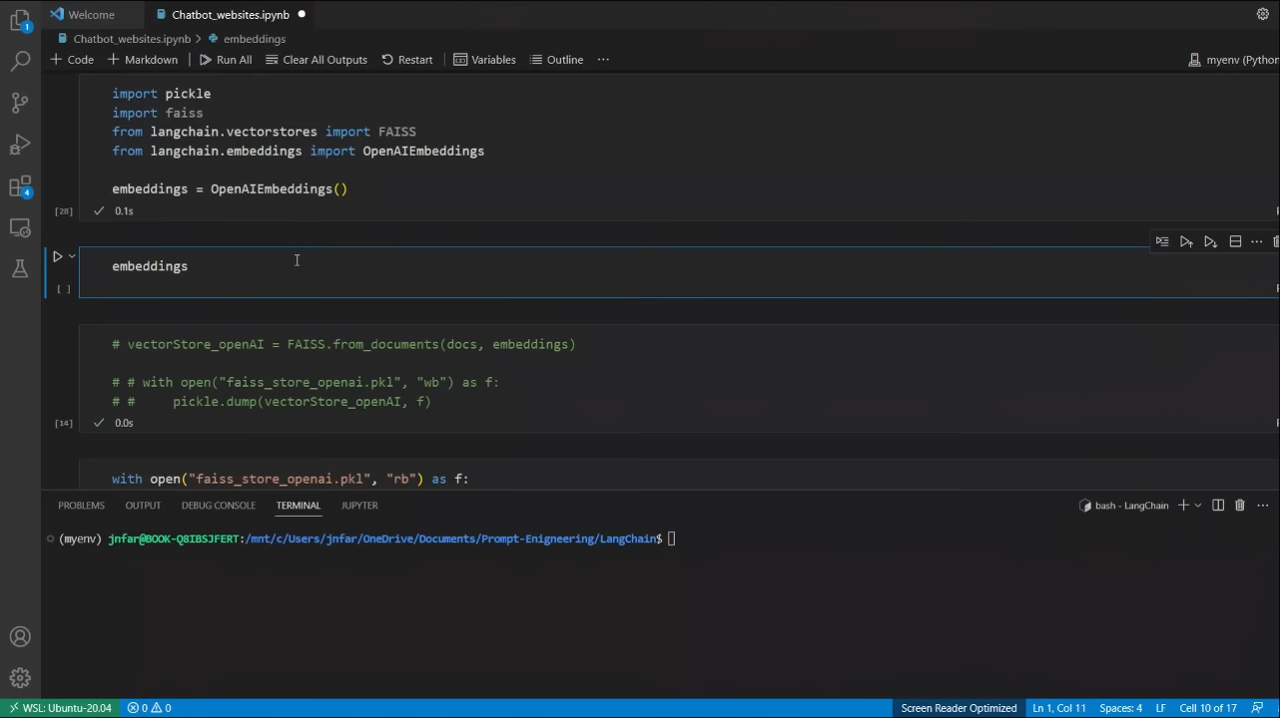 1
Welcome
Chatbot_websites.ipynb
Chatbot_websites.ipynb > embeddings
+ Code + Markdown Run All Clear All Outputs Restart Variables Outline ...
myenv (Python
import pickle
import faiss
from langchain.vectorstores import FAISS
from langchain.embeddings import OpenAIEmbeddings
embeddings = OpenAIEmbeddings()
[28] 0.1s
4
embeddings
[ ]
# vectorStore_openAI = FAISS.from_documents(docs, embeddings)
# # with open("faiss_store_openai.pkl", "wb") as f:
# # pickle.dump(vectorStore_openAI, f)
[14] 0.0s
with open("faiss_store_openai.pkl", "rb") as f:
PROBLEMS OUTPUT DEBUG CONSOLE TERMINAL JUPYTER
bash - LangChain
(myenv) jnfar@BOOK-Q8IBSJFERT:/mnt/c/Users/jnfar/OneDrive/Documents/Prompt-Enigneering/LangChain$
WSL: Ubuntu-20.04 0 0
Screen Reader Optimized Ln 1, Col 11 Spaces: 4 LF Cell 10 of 17